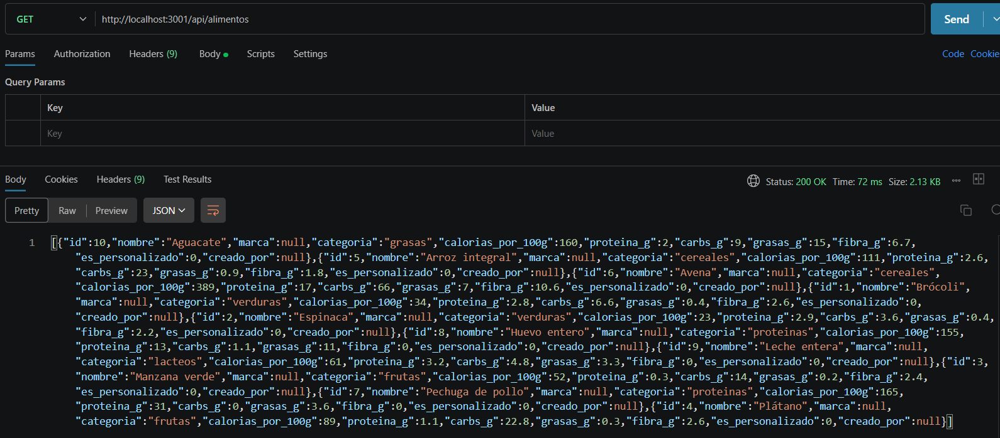 GET http://localhost:3001/api/alimentos Send
Params Authorization Headers (9) Body Scripts Settings Code Cookie
Query Params
Key Value
Key Value
Body Cookies Headers (9) Test Results Status: 200 OK Time: 72 ms Size: 2.13 KB
Pretty Raw Preview JSON
1 [{"id":10,"nombre":"Aguacate","marca":null,"categoria":"grasas","calorias_por_100g":160,"proteina_g":2,"carbs_g":9,"grasas_g":15,"fibra_g":6.7,
"es_personalizado":0,"creado_por":null},{"id":5,"nombre":"Arroz integral","marca":null,"categoria":"cereales","calorias_por_100g":111,"proteina_g":2.6,
"carbs_g":23,"grasas_g":0.9,"fibra_g":1.8,"es_personalizado":0,"creado_por":null},{"id":6,"nombre":"Avena","marca":null,"categoria":"cereales",
"calorias_por_100g":389,"proteina_g":17,"carbs_g":66,"grasas_g":7,"fibra_g":10.6,"es_personalizado":0,"creado_por":null},{"id":1,"nombre":"Brócoli",
"marca":null,"categoria":"verduras","calorias_por_100g":34,"proteina_g":2.8,"carbs_g":6.6,"grasas_g":0.4,"fibra_g":2.6,"es_personalizado":0,
"creado_por":null},{"id":2,"nombre":"Espinaca","marca":null,"categoria":"verduras","calorias_por_100g":23,"proteina_g":2.9,"carbs_g":3.6,"grasas_g":0.4,
"fibra_g":2.2,"es_personalizado":0,"creado_por":null},{"id":8,"nombre":"Huevo entero","marca":null,"categoria":"proteinas","calorias_por_100g":155,
"proteina_g":13,"carbs_g":1.1,"grasas_g":11,"fibra_g":0,"es_personalizado":0,"creado_por":null},{"id":9,"nombre":"Leche entera","marca":null,
"categoria":"lacteos","calorias_por_100g":61,"proteina_g":3.2,"carbs_g":4.8,"grasas_g":3.3,"fibra_g":0,"es_personalizado":0,"creado_por":null},{"id":3,
"nombre":"Manzana verde","marca":null,"categoria":"frutas","calorias_por_100g":52,"proteina_g":0.3,"carbs_g":14,"grasas_g":0.2,"fibra_g":2.4,
"es_personalizado":0,"creado_por":null},{"id":7,"nombre":"Pechuga de pollo","marca":null,"categoria":"proteinas","calorias_por_100g":165,
"proteina_g":31,"carbs_g":0,"grasas_g":3.6,"fibra_g":0,"es_personalizado":0,"creado_por":null},{"id":4,"nombre":"Plátano","marca":null,
"categoria":"frutas","calorias_por_100g":89,"proteina_g":1.1,"carbs_g":22.8,"grasas_g":0.3,"fibra_g":2.6,"es_personalizado":0,"creado_por":null}]